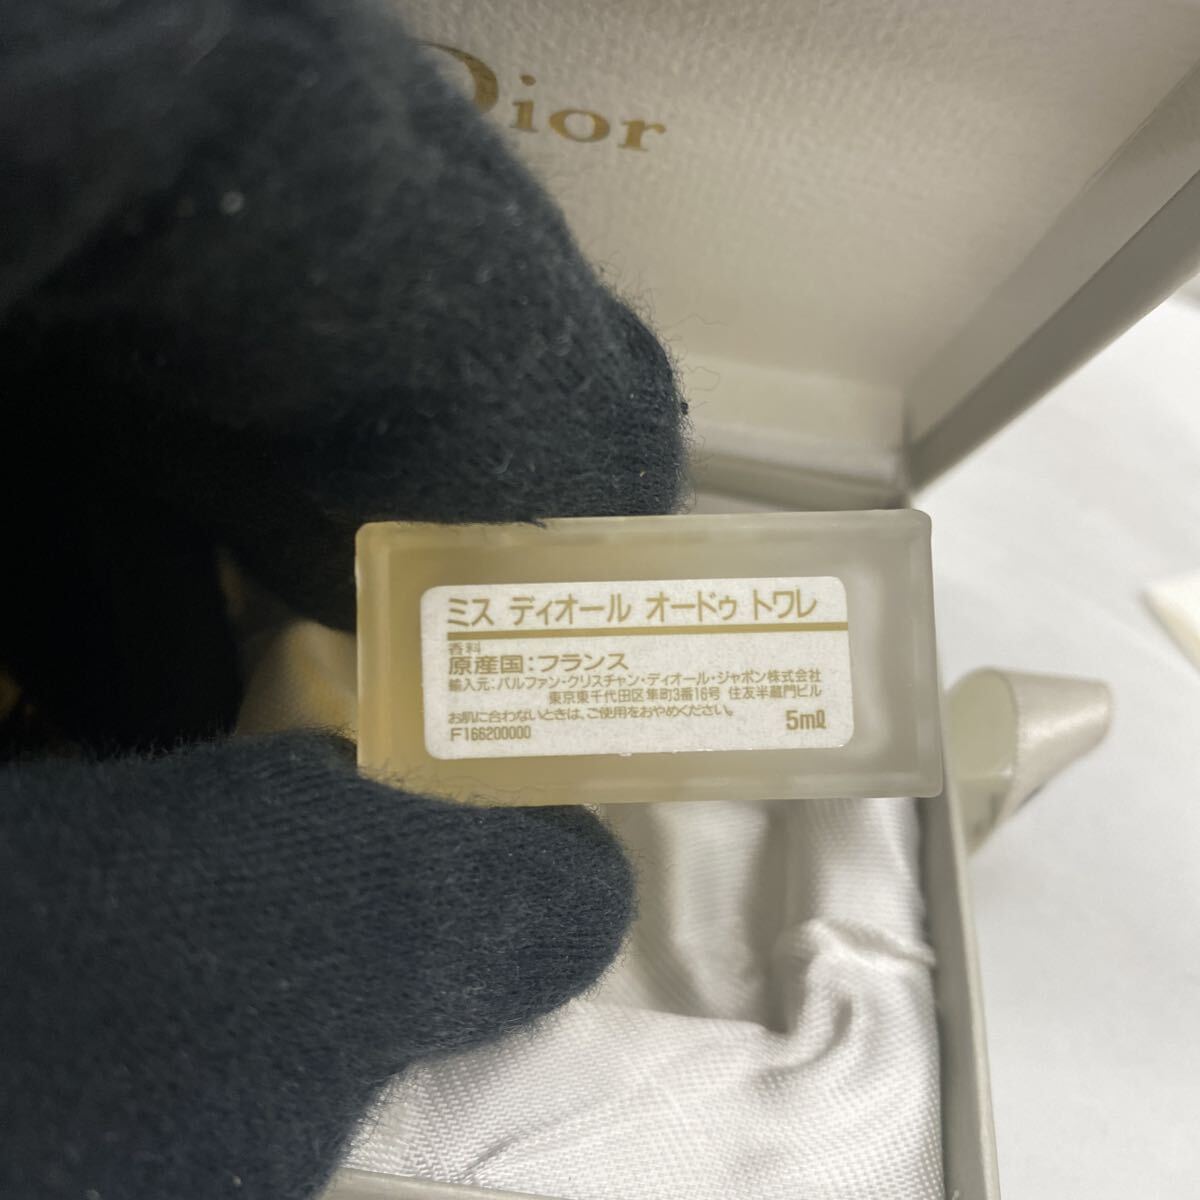 Dior
ミス ディオール オードゥ トワレ
香料
原産国:フランス
輸入元:パルファン・クリスチャン・ディオール・ジャポン株式会社
東京東千代田区隼町3番16号 住友半蔵門ビル
お肌に合わないときは、ご使用をおやめください。
F166200000 5mℓ